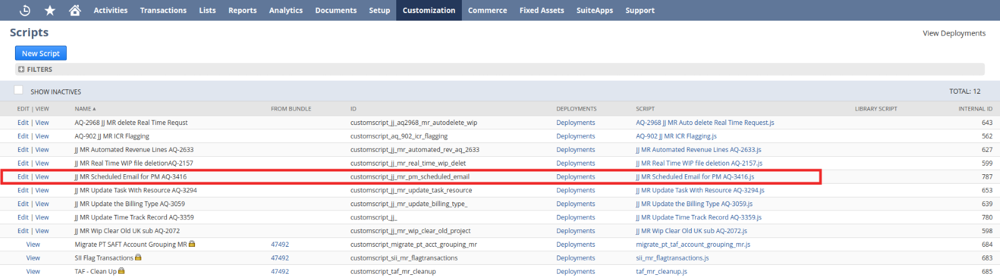 Activities Transactions Lists Reports Analytics Documents Setup Customization Commerce Fixed Assets SuiteApps Support
Scripts
View Deployments
New Script
FILTERS
SHOW INACTIVES TOTAL: 12
EDIT | VIEW NAME ▲ FROM BUNDLE ID DEPLOYMENTS SCRIPT LIBRARY SCRIPT INTERNAL ID
Edit | View AQ-2968 JJ MR delete Real Time Requst customscript_jj_aq2968_mr_autodelete_wip Deployments AQ-2968 JJ MR Auto delete Real Time Request.js 643
Edit | View AQ-902 JJ MR ICR Flagging customscript_aq_902_icr_flagging Deployments AQ-902 JJ MR ICR Flagging.js 562
Edit | View JJ MR Automated Revenue Lines AQ-2633 customscript_jj_mr_automated_rev_aq_2633 Deployments JJ MR Automated Revenue Lines AQ-2633.js 627
Edit | View JJ MR Real Time WIP file deletionAQ-2157 customscript_jj_mr_real_time_wip_delet Deployments JJ MR Real Time WIP file deletion AQ-2157.js 599
Edit | View JJ MR Scheduled Email for PM AQ-3416 customscript_jj_mr_pm_scheduled_email Deployments JJ MR Scheduled Email for PM AQ-3416.js 787
Edit | View JJ MR Update Task With Resource AQ-3294 customscript_jj_mr_update_task_resource Deployments JJ MR Update Task With Resource AQ-3294.js 653
Edit | View JJ MR Update the Billing Type AQ-3059 customscript_jj_mr_update_billing_type_ Deployments JJ MR Update the Billing Type AQ-3059.js 639
Edit | View JJ MR Update Time Track Record AQ-3359 customscript_jj_ Deployments JJ MR Update Time Track Record AQ-3359.js 780
Edit | View JJ MR Wip Clear Old UK sub AQ-2072 customscript_jj_mr_wip_clear_old_project Deployments JJ MR Wip Clear Old UK sub AQ-2072.js 598
View Migrate PT SAFT Account Grouping MR 47492 customscript_migrate_pt_acct_grouping_mr Deployments migrate_pt_taf_account_grouping_mr.js 684
View SII Flag Transactions 47492 customscript_sii_mr_flagtransactions Deployments sii_mr_flagtransactions.js 683
View TAF - Clean Up 47492 customscript_taf_mr_cleanup Deployments taf_mr_cleanup.js 685